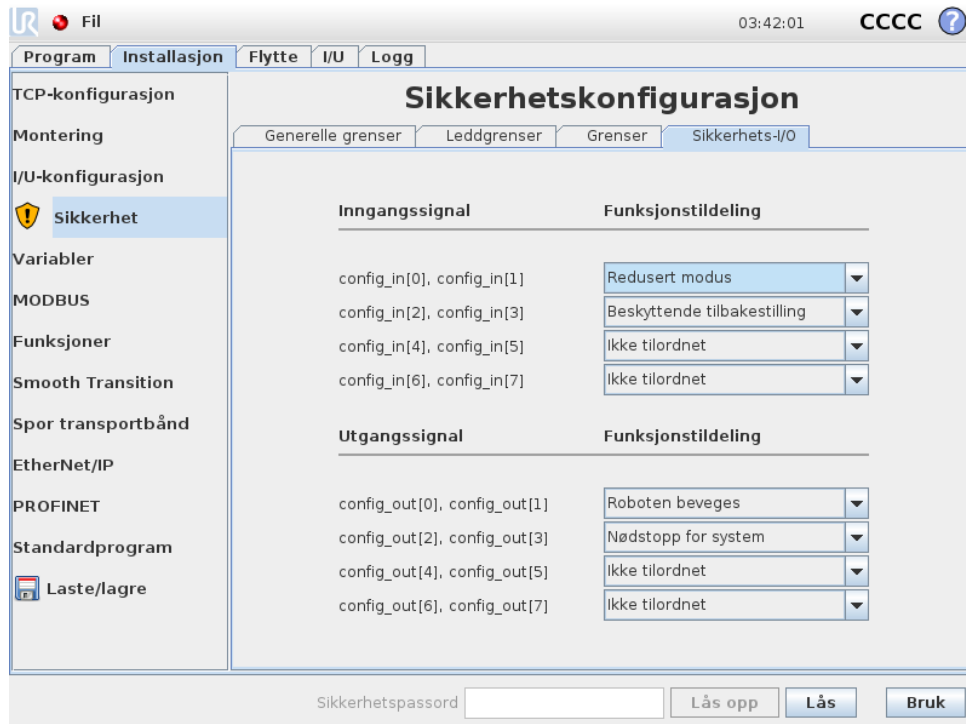 UR Fil 03:42:01 CCCC ?
Program Installasjon Flytte I/U Logg
TCP-konfigurasjon
Montering
I/U-konfigurasjon
Sikkerhet
Variabler
MODBUS
Funksjoner
Smooth Transition
Spor transportbånd
EtherNet/IP
PROFINET
Standardprogram
Laste/lagre
Sikkerhetskonfigurasjon
Generelle grenser Leddgrenser Grenser Sikkerhets-I/O
Inngangssignal Funksjonstildeling
config_in[0], config_in[1] Redusert modus
config_in[2], config_in[3] Beskyttende tilbakestilling
config_in[4], config_in[5] Ikke tilordnet
config_in[6], config_in[7] Ikke tilordnet
Utgangssignal Funksjonstildeling
config_out[0], config_out[1] Roboten beveges
config_out[2], config_out[3] Nødstopp for system
config_out[4], config_out[5] Ikke tilordnet
config_out[6], config_out[7] Ikke tilordnet
Sikkerhetspassord Lås opp Lås Bruk